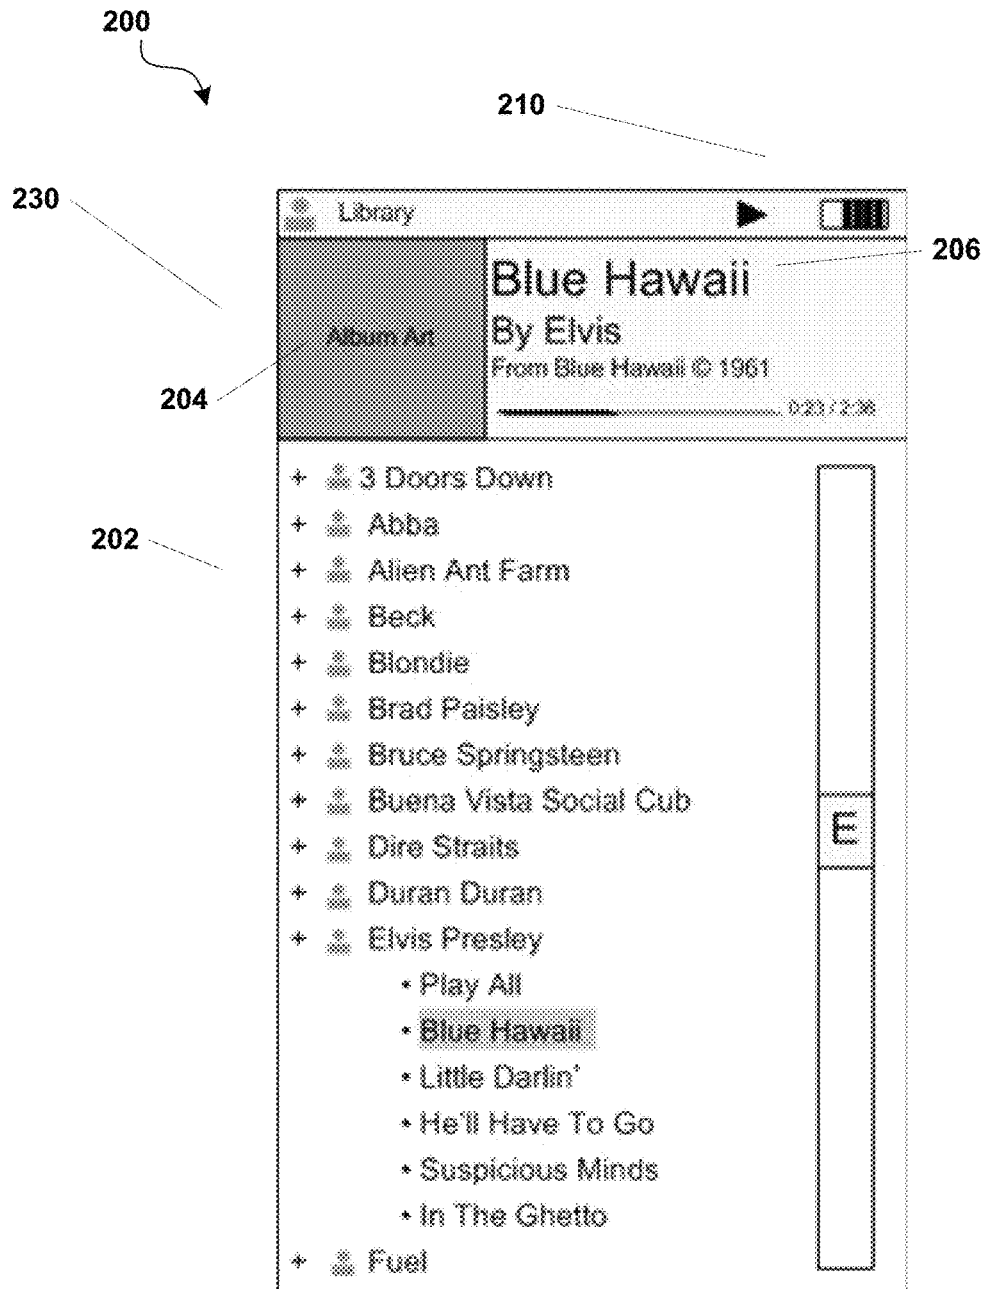 200
210
230
Library
206
Blue Hawaii
By Elvis
From Blue Hawaii © 1961
0:23 / 2:36
Album Art
204
+ 3 Doors Down
+ Abba
202
+ Alien Ant Farm
+ Beck
+ Blondie
+ Brad Paisley
+ Bruce Springsteen
+ Buena Vista Social Cub
E
+ Dire Straits
+ Duran Duran
+ Elvis Presley
• Play All
• Blue Hawaii
• Little Darlin'
• He'll Have To Go
• Suspicious Minds
• In The Ghetto
+ Fuel